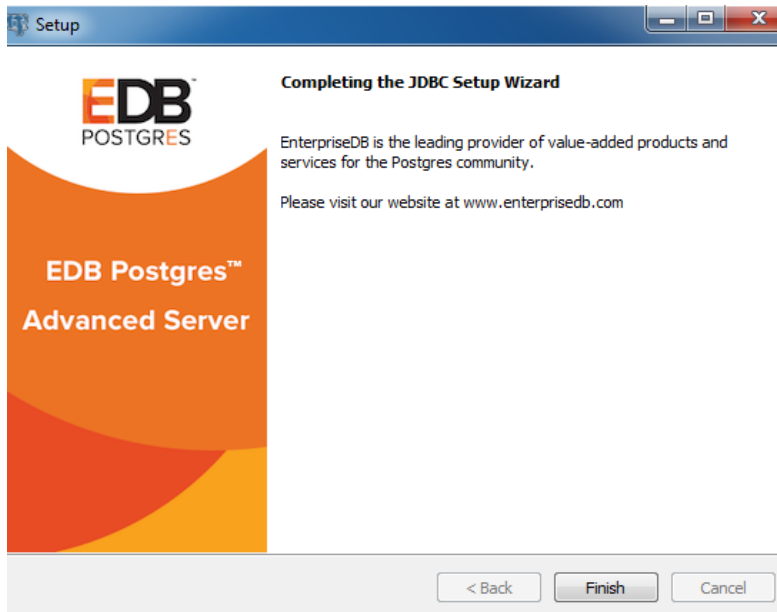 Setup
EDB
POSTGRES
EDB Postgres™
Advanced Server
Completing the JDBC Setup Wizard
EnterpriseDB is the leading provider of value-added products and
services for the Postgres community.
Please visit our website at www.enterprisedb.com
< Back
Finish
Cancel